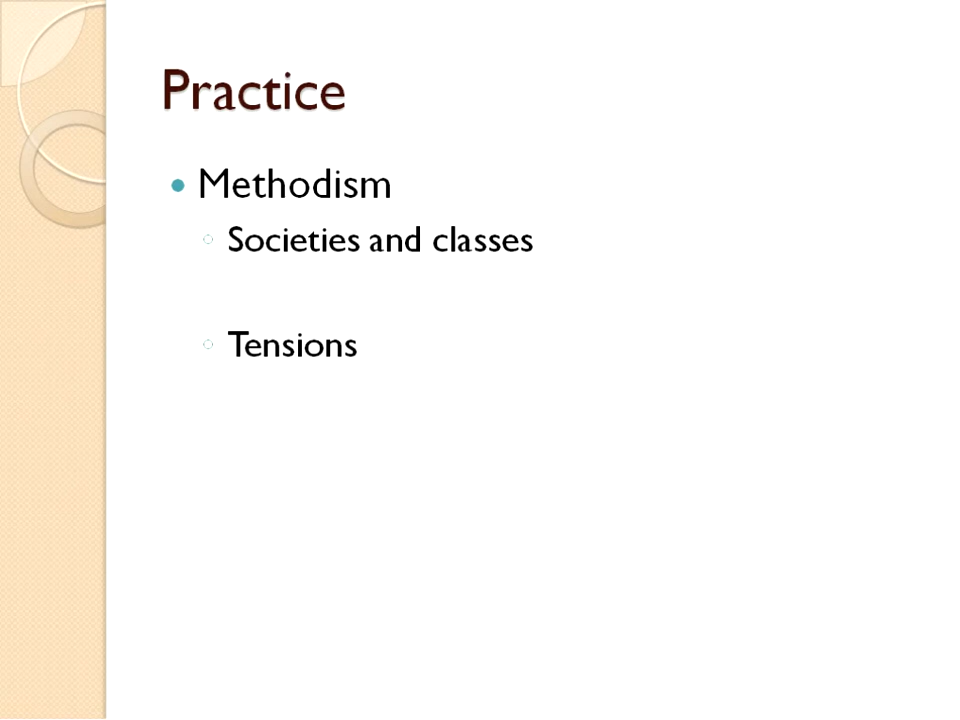 Practice
Methodism
Societies and classes
Tensions